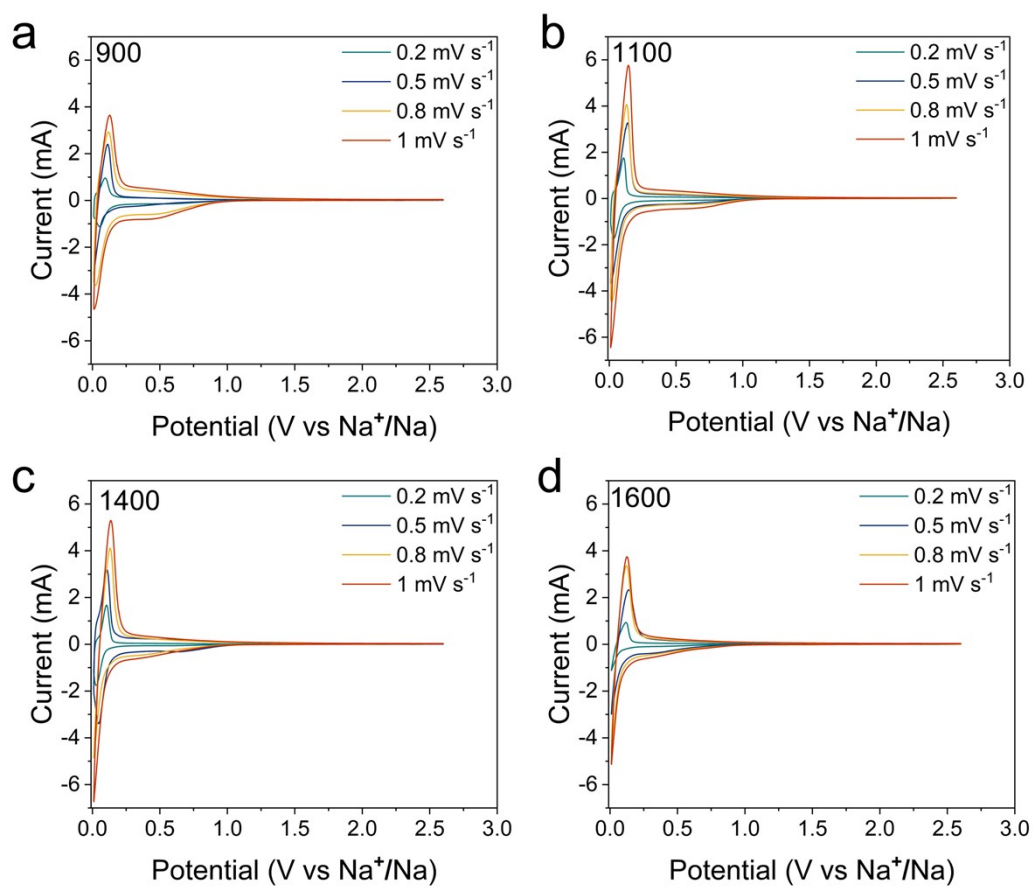 a
900
0.2 mV s⁻¹
0.5 mV s⁻¹
0.8 mV s⁻¹
1 mV s⁻¹
6
4
2
0
-2
-4
-6
Current (mA)
0.0 0.5 1.0 1.5 2.0 2.5 3.0
Potential (V vs Na⁺/Na)
b
1100
0.2 mV s⁻¹
0.5 mV s⁻¹
0.8 mV s⁻¹
1 mV s⁻¹
6
4
2
0
-2
-4
-6
Current (mA)
0.0 0.5 1.0 1.5 2.0 2.5 3.0
Potential (V vs Na⁺/Na)
c
1400
0.2 mV s⁻¹
0.5 mV s⁻¹
0.8 mV s⁻¹
1 mV s⁻¹
6
4
2
0
-2
-4
-6
Current (mA)
0.0 0.5 1.0 1.5 2.0 2.5 3.0
Potential (V vs Na⁺/Na)
d
1600
0.2 mV s⁻¹
0.5 mV s⁻¹
0.8 mV s⁻¹
1 mV s⁻¹
6
4
2
0
-2
-4
-6
Current (mA)
0.0 0.5 1.0 1.5 2.0 2.5 3.0
Potential (V vs Na⁺/Na)